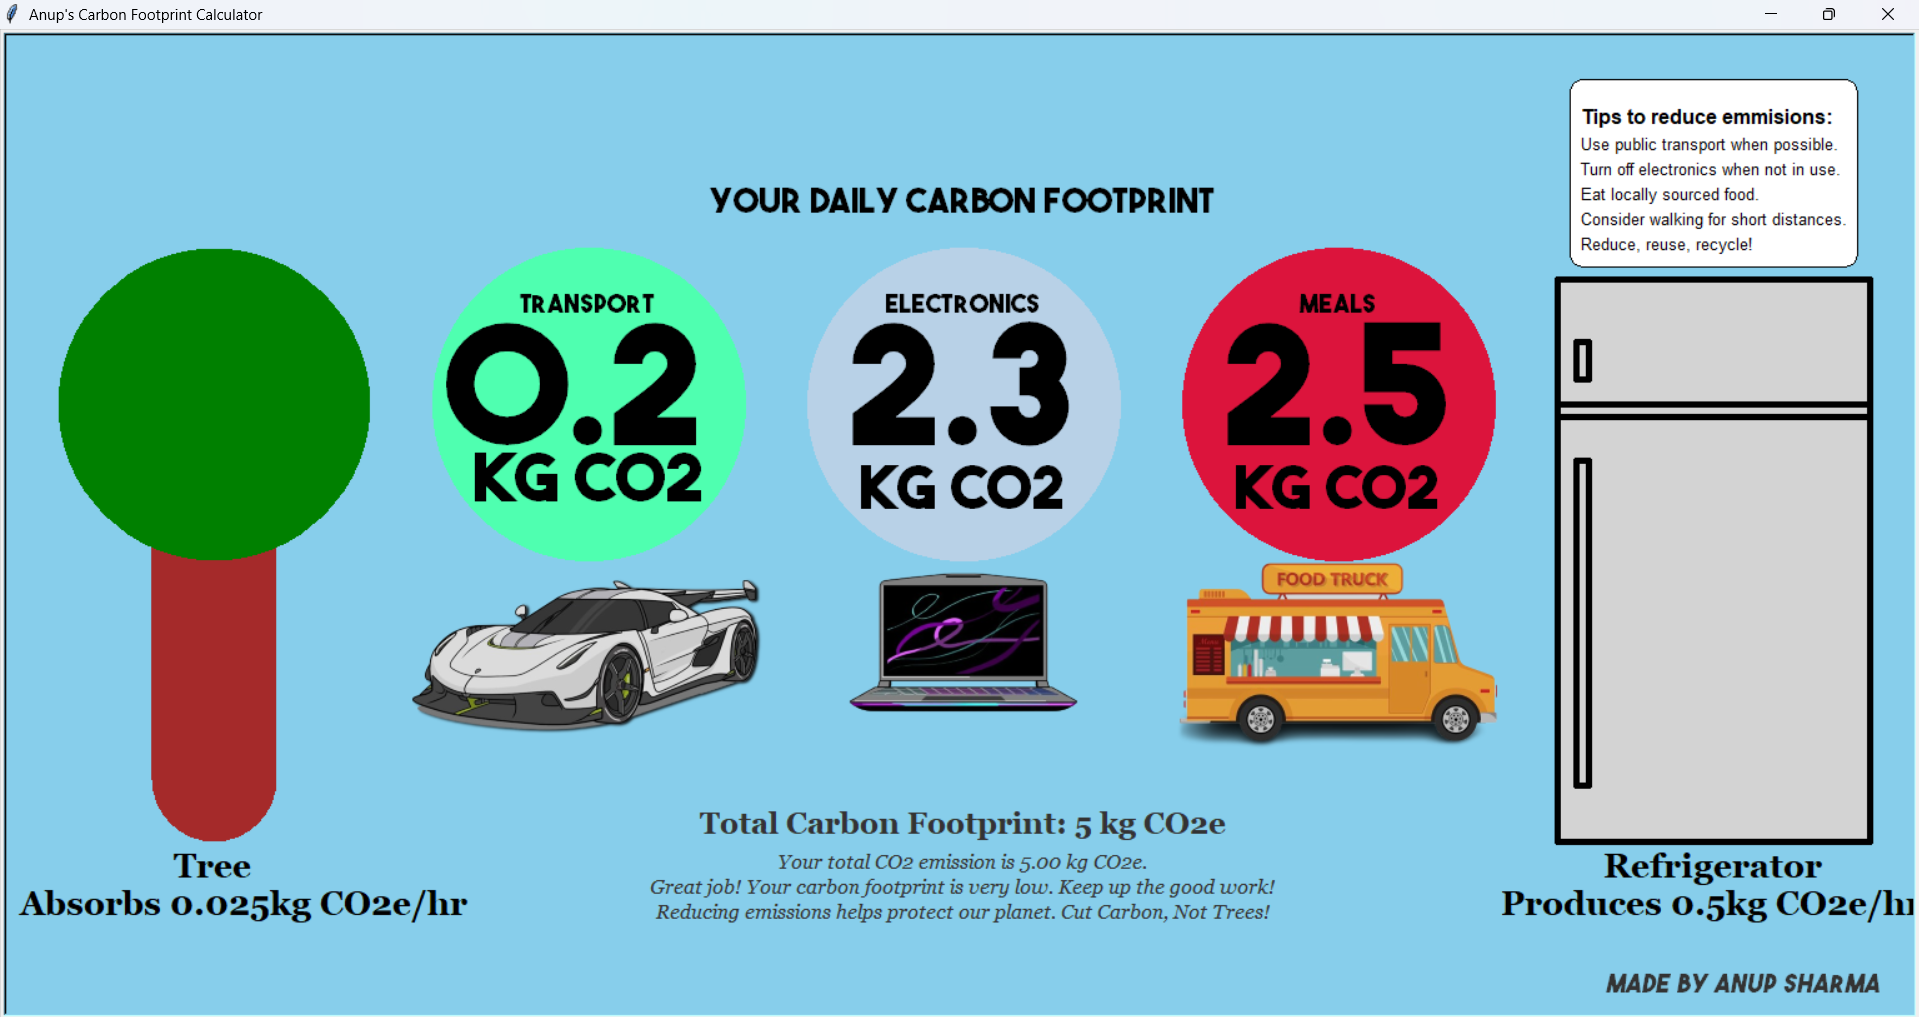 Anup's Carbon Footprint Calculator
Tips to reduce emmisions:
Use public transport when possible.
Turn off electronics when not in use.
Eat locally sourced food.
Consider walking for short distances.
Reduce, reuse, recycle!
YOUR DAILY CARBON FOOTPRINT
TRANSPORT
0.2
KG CO2
ELECTRONICS
2.3
KG CO2
MEALS
2.5
KG CO2
FOOD TRUCK
Total Carbon Footprint: 5 kg CO2e
Your total CO2 emission is 5.00 kg CO2e.
Great job! Your carbon footprint is very low. Keep up the good work!
Reducing emissions helps protect our planet. Cut Carbon, Not Trees!
Tree
Absorbs 0.025kg CO2e/hr
Refrigerator
Produces 0.5kg CO2e/hr
MADE BY ANUP SHARMA